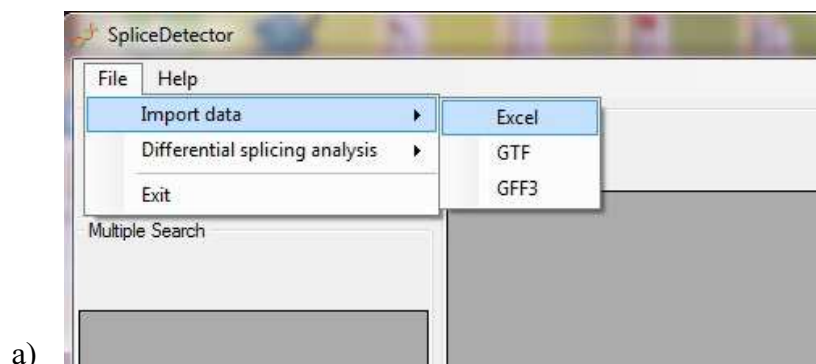 SpliceDetector
File Help
Import data Excel
Differential splicing analysis GTF
Exit GFF3
Multiple Search
a)